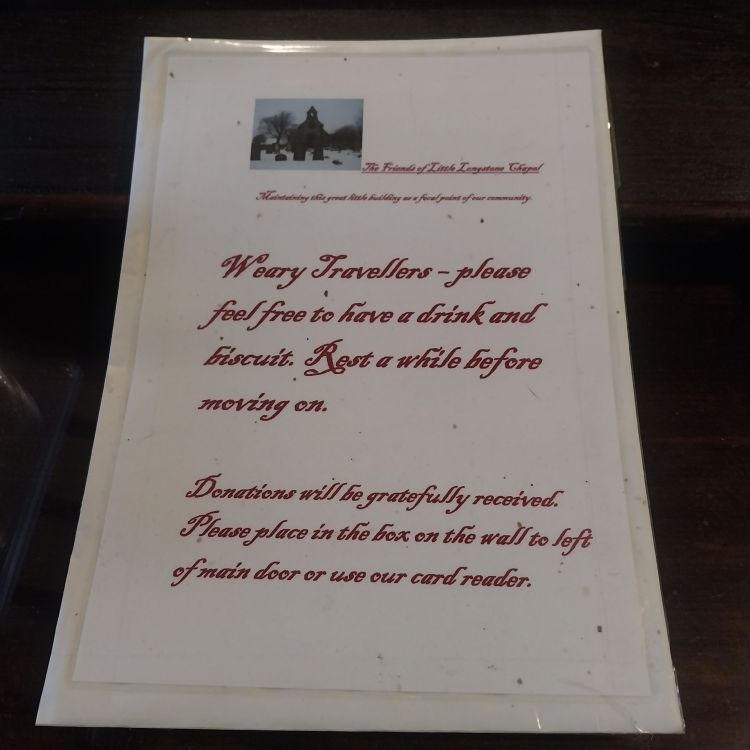 The Friends of Little Longstone Chapel
Maintaining this great little building as a focal point of our community.
Weary Travellers – please
feel free to have a drink and
biscuit. Rest a while before
moving on.
Donations will be gratefully received.
Please place in the box on the wall to left
of main door or use our card reader.